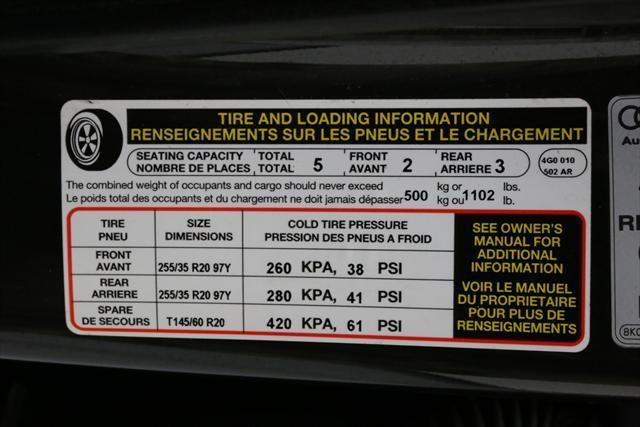 TIRE AND LOADING INFORMATION
RENSEIGNEMENTS SUR LES PNEUS ET LE CHARGEMENT
SEATING CAPACITY TOTAL 5 FRONT 2 REAR 3
NOMBRE DE PLACES TOTAL AVANT ARRIERE
4G0 010
502 AR
The combined weight of occupants and cargo should never exceed 500 kg or 1102 lbs.
Le poids total des occupants et du chargement ne doit jamais dépasser kg ou lb.
TIRE SIZE COLD TIRE PRESSURE
PNEU DIMENSIONS PRESSION DES PNEUS A FROID
FRONT
AVANT 255/35 R20 97Y 260 KPA, 38 PSI
REAR
ARRIERE 255/35 R20 97Y 280 KPA, 41 PSI
SPARE
DE SECOURS T145/60 R20 420 KPA, 61 PSI
SEE OWNER'S
MANUAL FOR
ADDITIONAL
INFORMATION
VOIR LE MANUEL
DU PROPRIETAIRE
POUR PLUS DE
RENSEIGNEMENTS